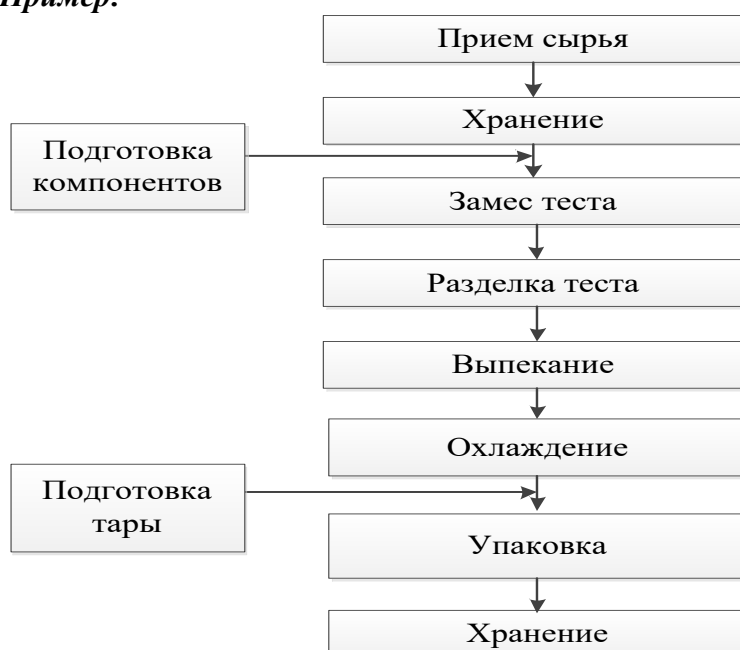 Пример:
Прием сырья
Хранение
Подготовка
компонентов
Замес теста
Разделка теста
Выпекание
Охлаждение
Подготовка
тары
Упаковка
Хранение